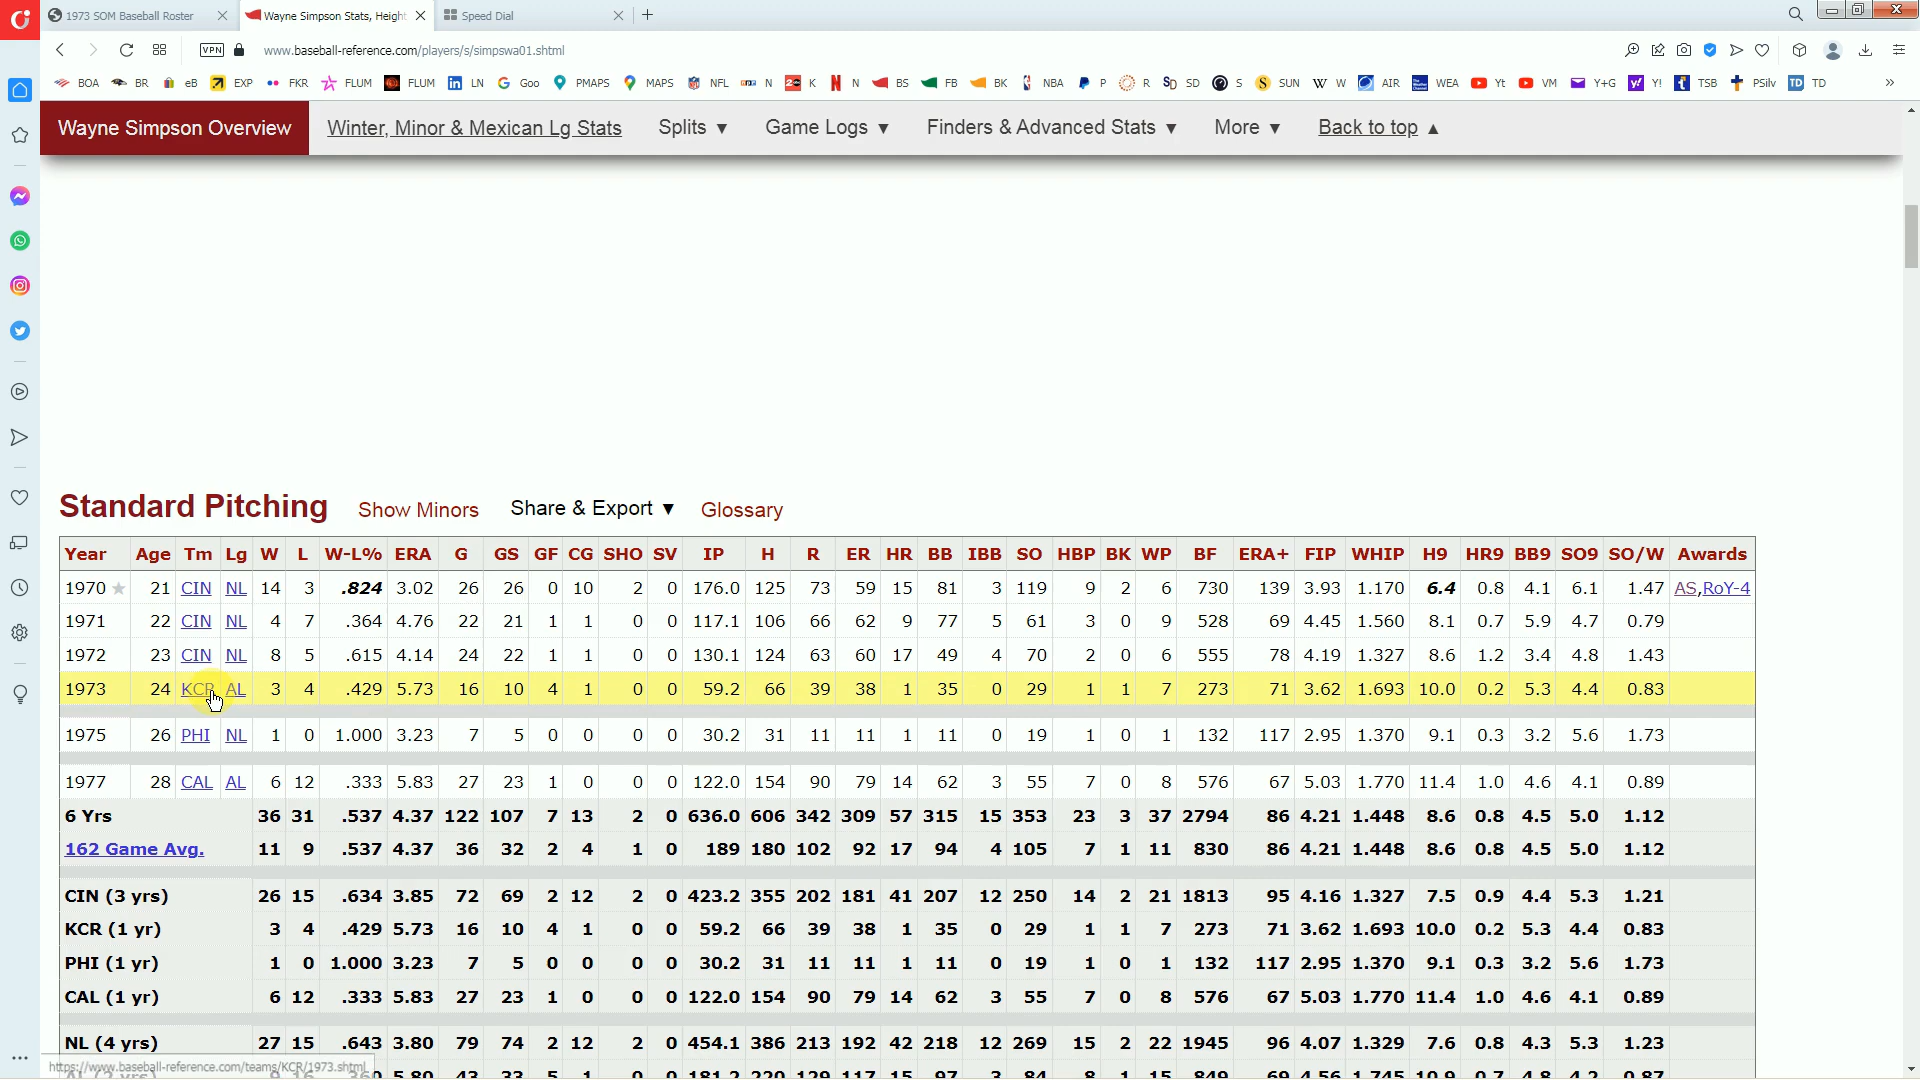 1973 SOM Baseball Roster
Wayne Simpson Stats, Height
Speed Dial
VPN
www.baseball-reference.com/players/s/simpswa01.shtml
BOA BR eB EXP FKR FLUM FLUM LN Goo PMAPS MAPS NFL N K N BS FB BK NBA P R SD S SUN W AIR WEA Yt VM Y+G Y! TSB PSilv TD
Wayne Simpson Overview Winter, Minor & Mexican Lg Stats Splits ▼ Game Logs ▼ Finders & Advanced Stats ▼ More ▼ Back to top ▲
Standard Pitching Show Minors Share & Export ▼ Glossary
Year Age Tm Lg W L W-L% ERA G GS GF CG SHO SV IP H R ER HR BB IBB SO HBP BK WP BF ERA+ FIP WHIP H9 HR9 BB9 SO9 SO/W Awards
1970 ★ 21 CIN NL 14 3 .824 3.02 26 26 0 10 2 0 176.0 125 73 59 15 81 3 119 9 2 6 730 139 3.93 1.170 6.4 0.8 4.1 6.1 1.47 AS,RoY-4
1971 22 CIN NL 4 7 .364 4.76 22 21 1 1 0 0 117.1 106 66 62 9 77 5 61 3 0 9 528 69 4.45 1.560 8.1 0.7 5.9 4.7 0.79
1972 23 CIN NL 8 5 .615 4.14 24 22 1 1 0 0 130.1 124 63 60 17 49 4 70 2 0 6 555 78 4.19 1.327 8.6 1.2 3.4 4.8 1.43
1973 24 KCR AL 3 4 .429 5.73 16 10 4 1 0 0 59.2 66 39 38 1 35 0 29 1 1 7 273 71 3.62 1.693 10.0 0.2 5.3 4.4 0.83
1975 26 PHI NL 1 0 1.000 3.23 7 5 0 0 0 0 30.2 31 11 11 1 11 0 19 1 0 1 132 117 2.95 1.370 9.1 0.3 3.2 5.6 1.73
1977 28 CAL AL 6 12 .333 5.83 27 23 1 0 0 0 122.0 154 90 79 14 62 3 55 7 0 8 576 67 5.03 1.770 11.4 1.0 4.6 4.1 0.89
6 Yrs 36 31 .537 4.37 122 107 7 13 2 0 636.0 606 342 309 57 315 15 353 23 3 37 2794 86 4.21 1.448 8.6 0.8 4.5 5.0 1.12
162 Game Avg. 11 9 .537 4.37 36 32 2 4 1 0 189 180 102 92 17 94 4 105 7 1 11 830 86 4.21 1.448 8.6 0.8 4.5 5.0 1.12
CIN (3 yrs) 26 15 .634 3.85 72 69 2 12 2 0 423.2 355 202 181 41 207 12 250 14 2 21 1813 95 4.16 1.327 7.5 0.9 4.4 5.3 1.21
KCR (1 yr) 3 4 .429 5.73 16 10 4 1 0 0 59.2 66 39 38 1 35 0 29 1 1 7 273 71 3.62 1.693 10.0 0.2 5.3 4.4 0.83
PHI (1 yr) 1 0 1.000 3.23 7 5 0 0 0 0 30.2 31 11 11 1 11 0 19 1 0 1 132 117 2.95 1.370 9.1 0.3 3.2 5.6 1.73
CAL (1 yr) 6 12 .333 5.83 27 23 1 0 0 0 122.0 154 90 79 14 62 3 55 7 0 8 576 67 5.03 1.770 11.4 1.0 4.6 4.1 0.89
NL (4 yrs) 27 15 .643 3.80 79 74 2 12 2 0 454.1 386 213 192 42 218 12 269 15 2 22 1945 96 4.07 1.329 7.6 0.8 4.3 5.3 1.23
https://www.baseball-reference.com/teams/KCR/1973.shtml